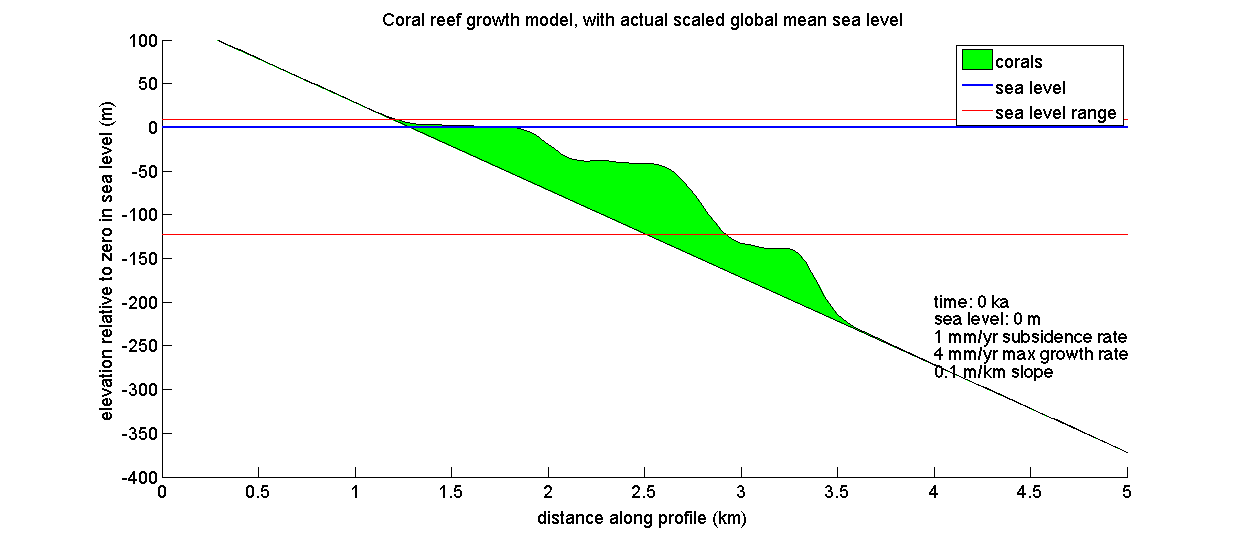 Coral reef growth model, with actual scaled global mean sea level
elevation relative to zero in sea level (m)
100
50
0
-50
-100
-150
-200
-250
-300
-350
-400
corals
sea level
sea level range
time: 0 ka
sea level: 0 m
1 mm/yr subsidence rate
4 mm/yr max growth rate
0.1 m/km slope
0 0.5 1 1.5 2 2.5 3 3.5 4 4.5 5
distance along profile (km)